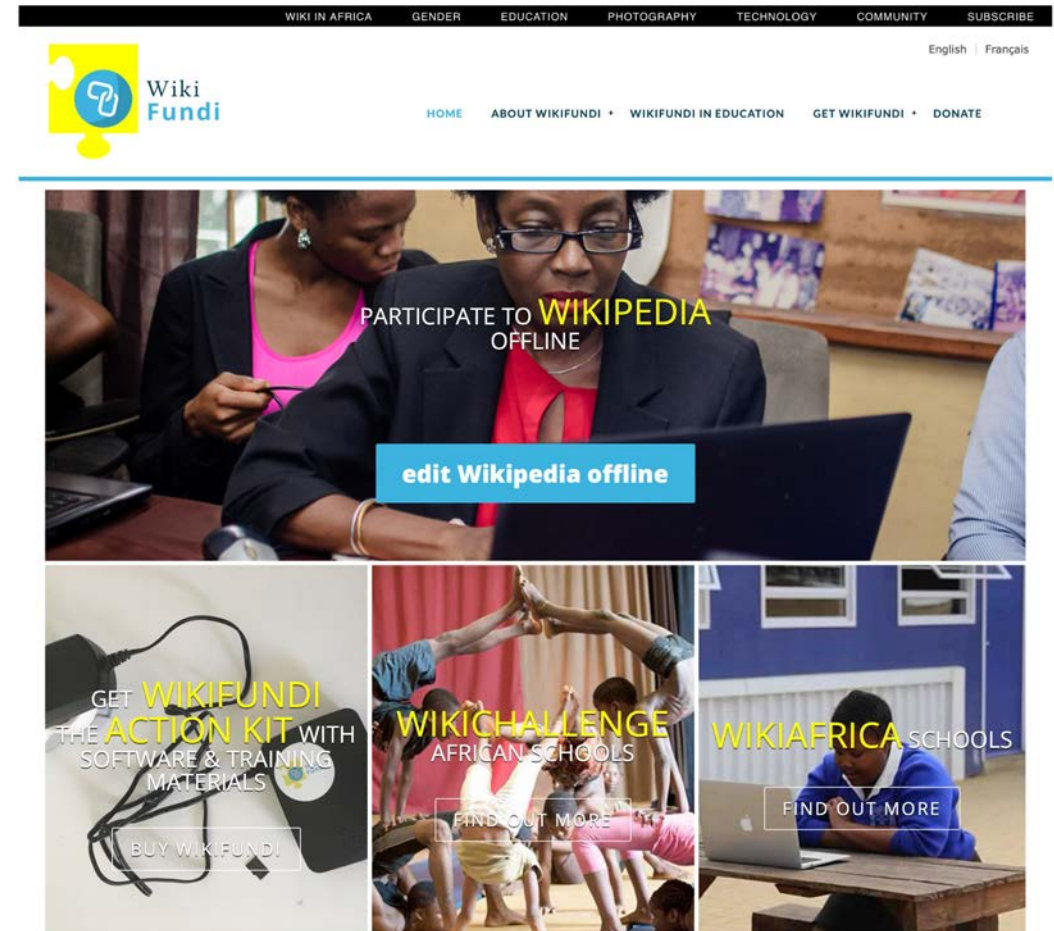 WIKI IN AFRICA GENDER EDUCATION PHOTOGRAPHY TECHNOLOGY COMMUNITY SUBSCRIBE
English | Français
Wiki
Fundi
HOME ABOUT WIKIFUNDI + WIKIFUNDI IN EDUCATION GET WIKIFUNDI + DONATE
PARTICIPATE TO WIKIPEDIA
OFFLINE
edit Wikipedia offline
GET WIKIFUNDI
THE ACTION KIT WITH
SOFTWARE & TRAINING
MATERIALS
BUY WIKIFUNDI
WIKICHALLENGE
AFRICAN SCHOOLS
FIND OUT MORE
WIKIAFRICA SCHOOLS
FIND OUT MORE